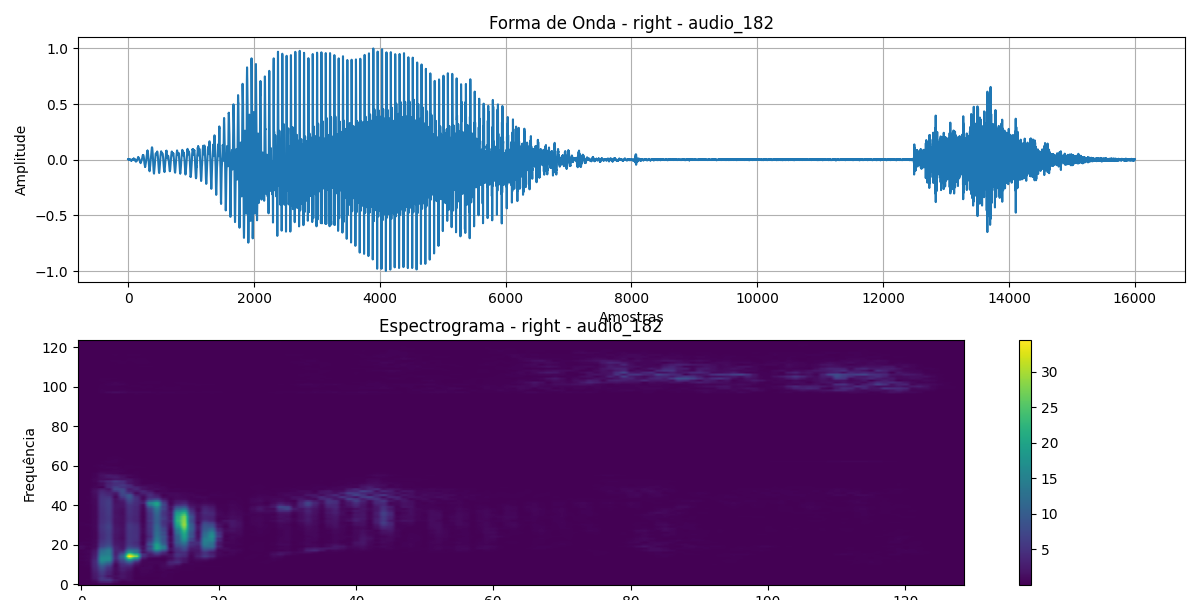 Forma de Onda - right - audio_182
1.0
0.5
0.0
−0.5
−1.0
Amplitude
0 2000 4000 6000 8000 10000 12000 14000 16000
Amostras
Espectrograma - right - audio_182
120
100
80
60
40
20
0
Frequência
0 20 40 60 80 100 120
30
25
20
15
10
5